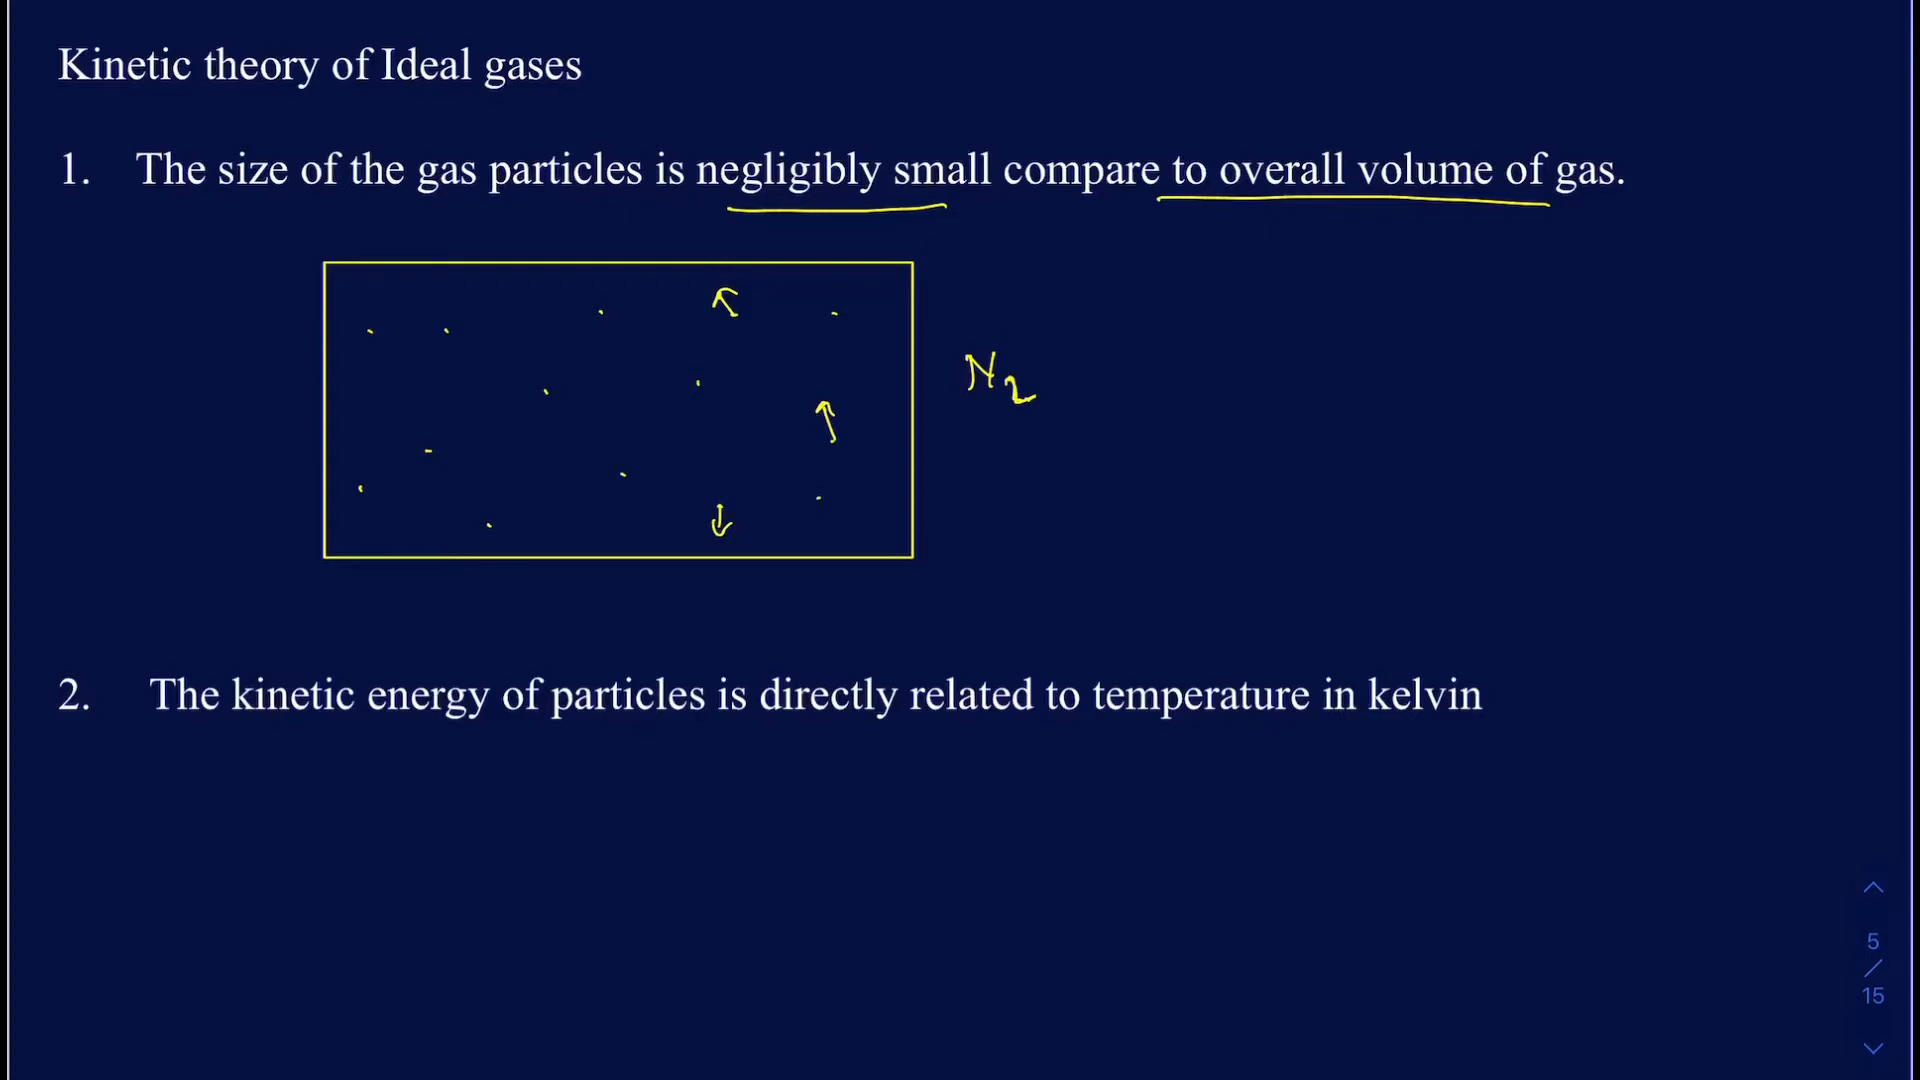 Kinetic theory of Ideal gases
1. The size of the gas particles is negligibly small compare to overall volume of gas.
N2
2. The kinetic energy of particles is directly related to temperature in kelvin
5
/
15